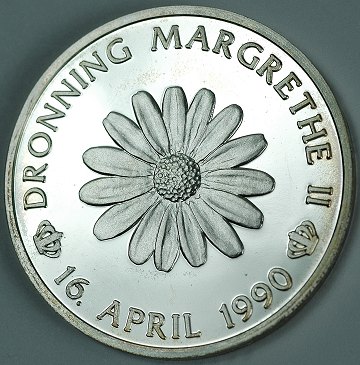 DRONNING MARGRETHE II
16. APRIL 1990